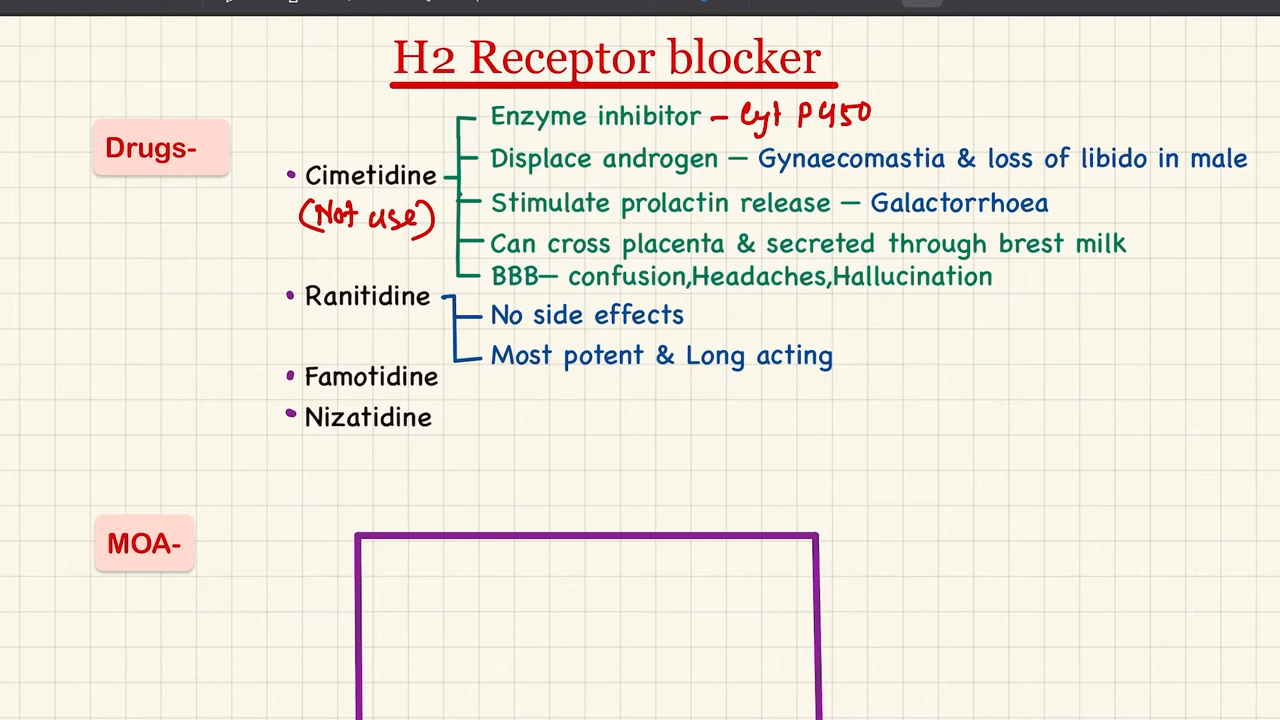 H2 Receptor blocker
Drugs-
Enzyme inhibitor – Cyt P450
Displace androgen – Gynaecomastia & loss of libido in male
• Cimetidine
(Not use)
Stimulate prolactin release – Galactorrhoea
Can cross placenta & secreted through brest milk
BBB– confusion,Headaches,Hallucination
• Ranitidine
No side effects
Most potent & Long acting
• Famotidine
• Nizatidine
MOA-